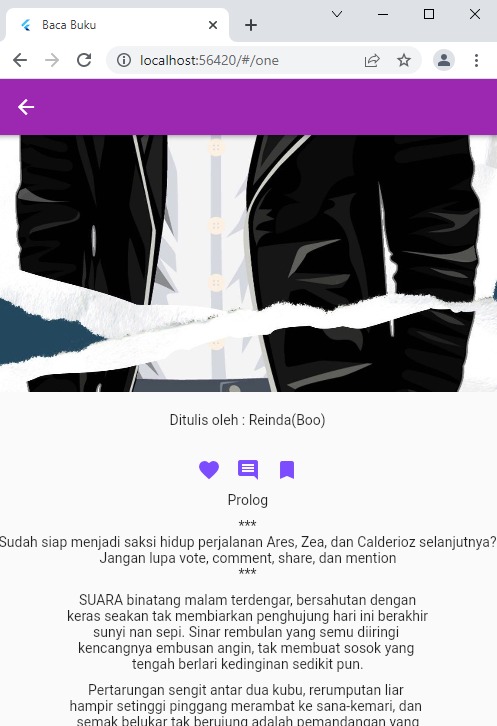 Baca Buku
localhost:56420/#/one
Ditulis oleh : Reinda(Boo)
Prolog
***
Sudah siap menjadi saksi hidup perjalanan Ares, Zea, dan Calderioz selanjutnya?
Jangan lupa vote, comment, share, dan mention
***
SUARA binatang malam terdengar, bersahutan dengan
keras seakan tak membiarkan penghujung hari ini berakhir
sunyi nan sepi. Sinar rembulan yang semu diiringi
kencangnya embusan angin, tak membuat sosok yang
tengah berlari kedinginan sedikit pun.
Pertarungan sengit antar dua kubu, rerumputan liar
hampir setinggi pinggang merambat ke sana-kemari, dan
semak belukar tak berujung adalah pemandangan yang